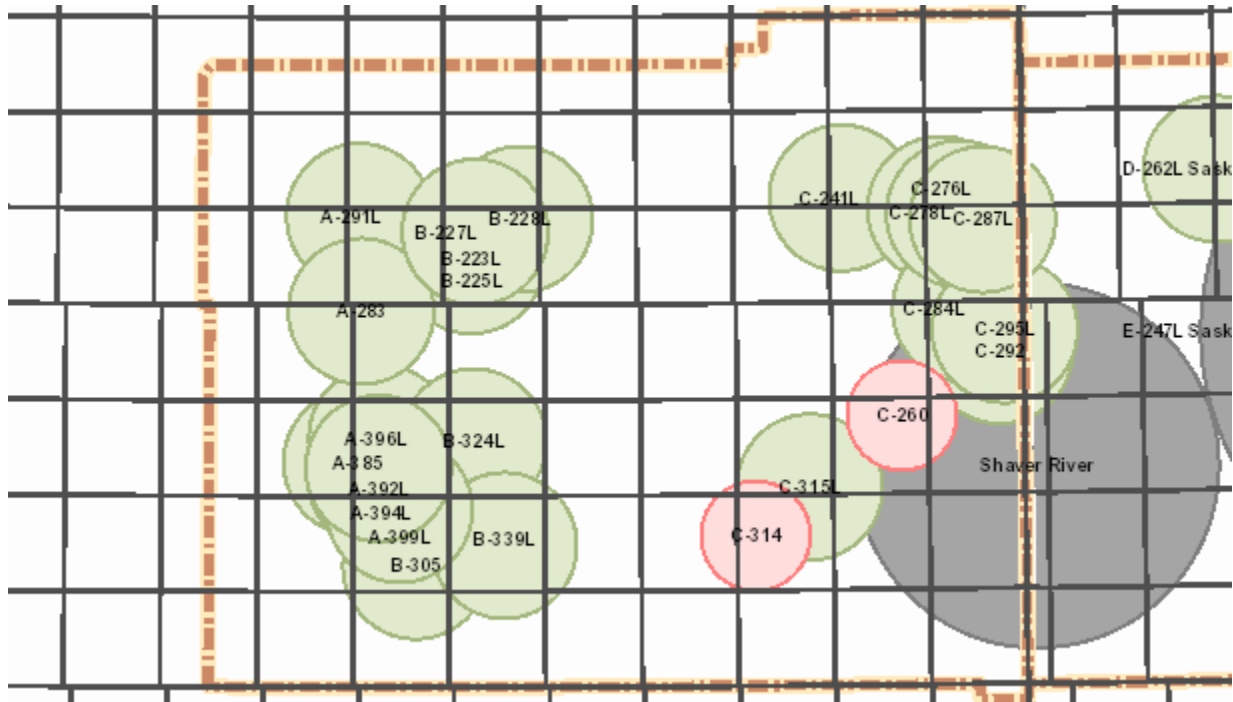 D-262L Sask
C-276L
C-241L
C-278L
C-287L
A-291L
B-228L
B-227L
B-223L
B-225L
A-283
C-284L
C-295L
C-292
E-247L Sask
C-260
A-396L
B-324L
A-385
Shaver River
A-392L
C-315L
A-394L
A-399L
B-339L
C-314
B-305